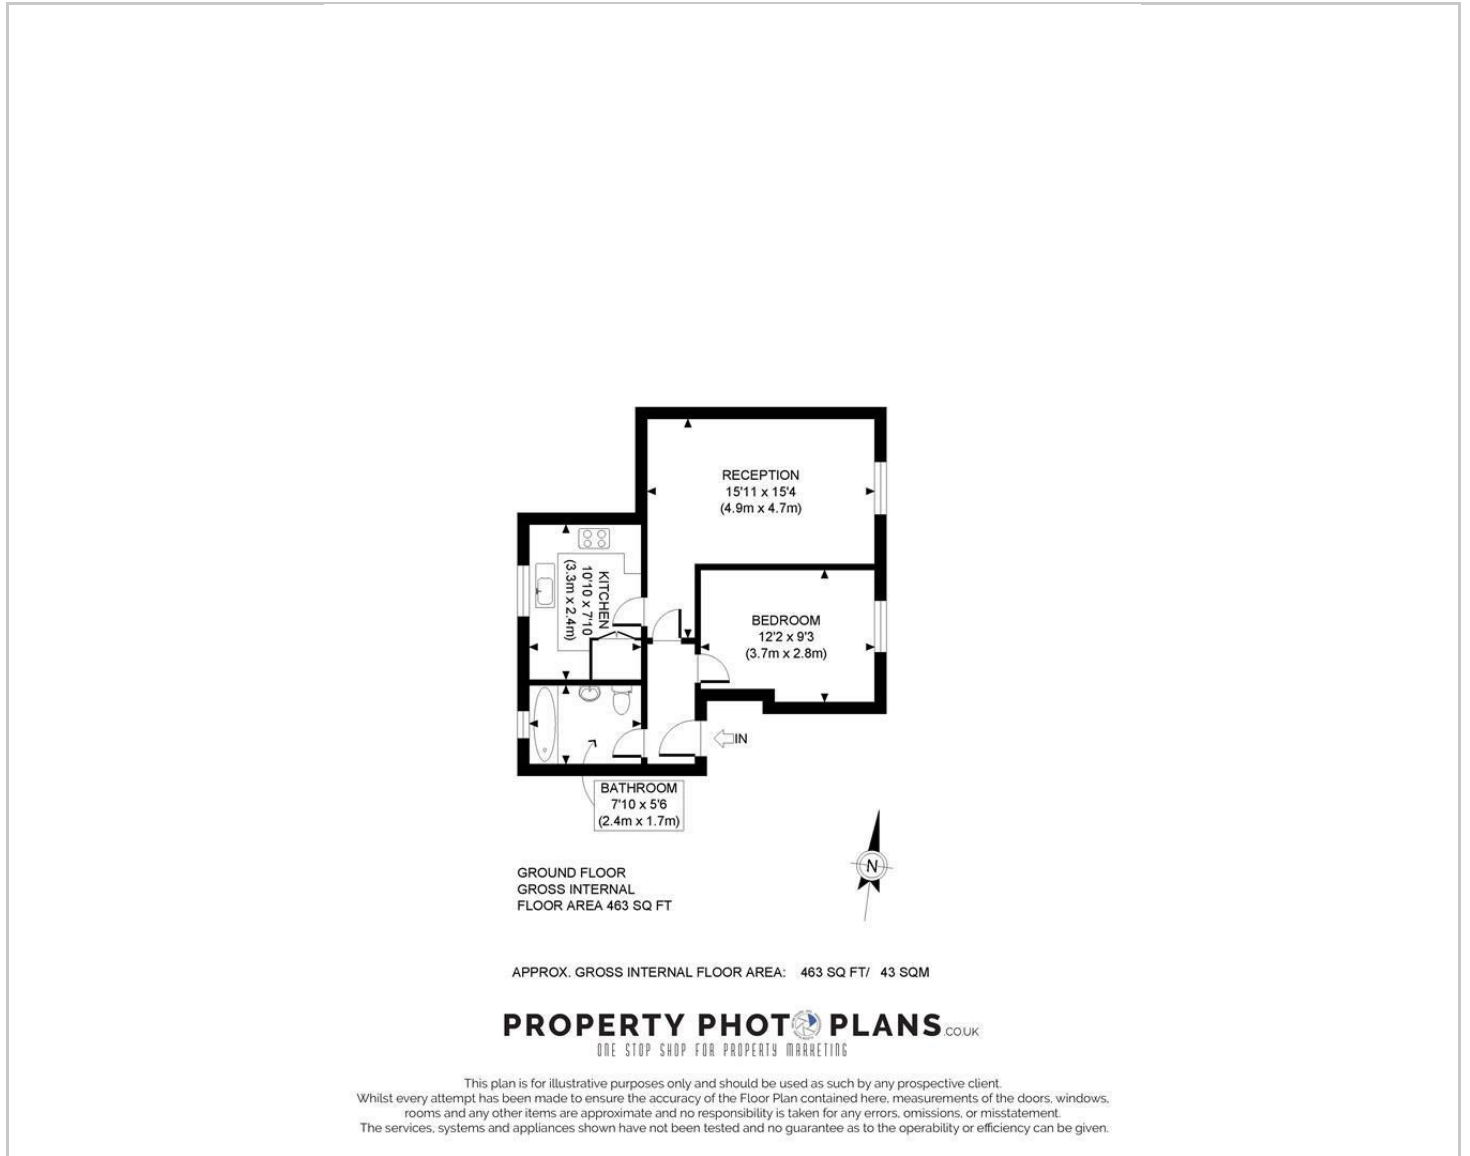 RECEPTION
15'11 x 15'4
(4.9m x 4.7m)
KITCHEN
10'10 x 7'10
(3.3m x 2.4m)
BEDROOM
12'2 x 9'3
(3.7m x 2.8m)
IN
BATHROOM
7'10 x 5'6
(2.4m x 1.7m)
N
GROUND FLOOR
GROSS INTERNAL
FLOOR AREA 463 SQ FT
APPROX. GROSS INTERNAL FLOOR AREA: 463 SQ FT/ 43 SQM
PROPERTY PHOTO PLANS.CO.UK
ONE STOP SHOP FOR PROPERTY MARKETING
This plan is for illustrative purposes only and should be used as such by any prospective client.
Whilst every attempt has been made to ensure the accuracy of the Floor Plan contained here, measurements of the doors, windows,
rooms and any other items are approximate and no responsibility is taken for any errors, omissions, or misstatement.
The services, systems and appliances shown have not been tested and no guarantee as to the operability or efficiency can be given.